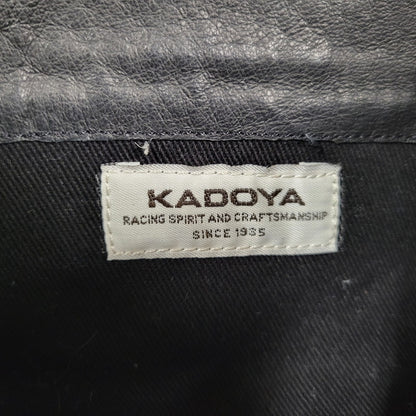 KADOYA
RACING SPIRIT AND CRAFTSMANSHIP
SINCE 1935